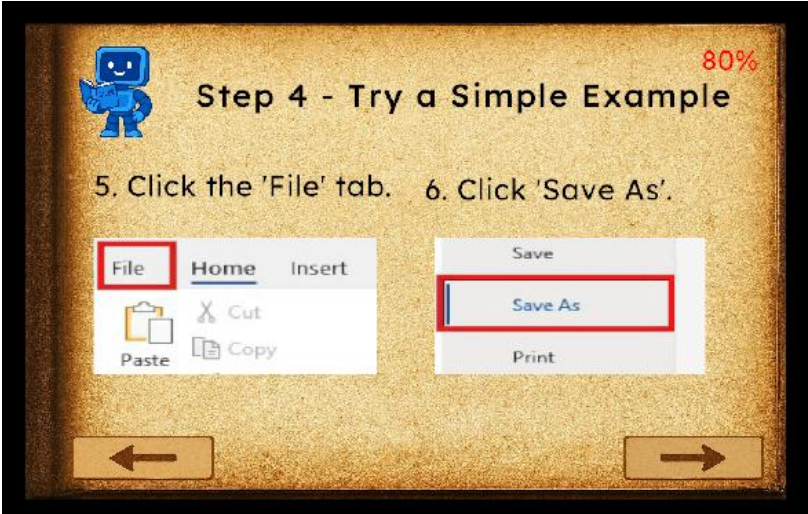 80%
Step 4 - Try a Simple Example
5. Click the 'File' tab.
6. Click 'Save As'.
File Home Insert
Cut
Copy
Paste
Save
Save As
Print